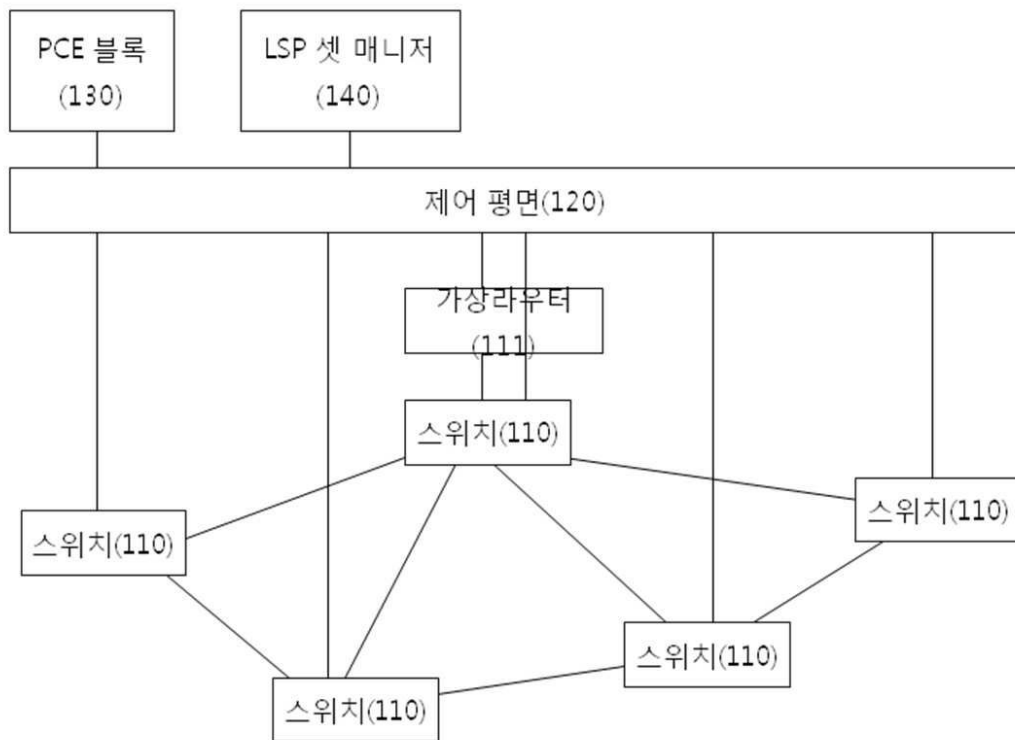 PCE 블록
(130)
LSP 셋 매니저
(140)
제어 평면(120)
가상라우터
(111)
스위치(110)
스위치(110)
스위치(110)
스위치(110)
스위치(110)